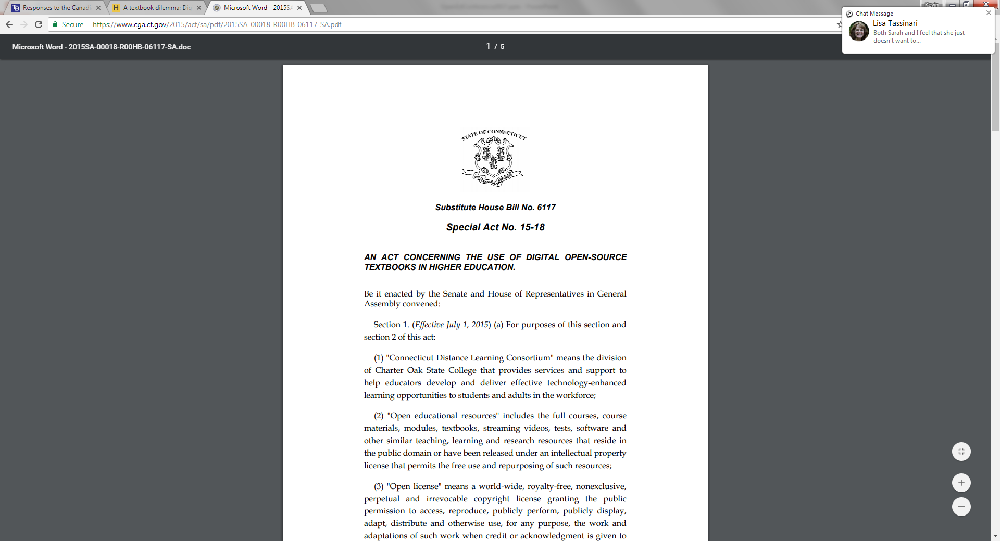 TB Responses to the Canadi
H A textbook dilemma: Dig
Microsoft Word - 2015SA
Kevin
Secure https://www.cga.ct.gov/2015/act/sa/pdf/2015SA-00018-R00HB-06117-SA.pdf
Chat Message
Lisa Tassinari
Both Sarah and I feel that she just
doesn't want to...
Microsoft Word - 2015SA-00018-R00HB-06117-SA.doc
1 / 5
STATE OF CONNECTICUT
QUI TRANSTULIT SUSTINET
Substitute House Bill No. 6117
Special Act No. 15-18
AN ACT CONCERNING THE USE OF DIGITAL OPEN-SOURCE
TEXTBOOKS IN HIGHER EDUCATION.
Be it enacted by the Senate and House of Representatives in General
Assembly convened:
Section 1. (Effective July 1, 2015) (a) For purposes of this section and
section 2 of this act:
(1) "Connecticut Distance Learning Consortium" means the division
of Charter Oak State College that provides services and support to
help educators develop and deliver effective technology-enhanced
learning opportunities to students and adults in the workforce;
(2) "Open educational resources" includes the full courses, course
materials, modules, textbooks, streaming videos, tests, software and
other similar teaching, learning and research resources that reside in
the public domain or have been released under an intellectual property
license that permits the free use and repurposing of such resources;
(3) "Open license" means a world-wide, royalty-free, nonexclusive,
perpetual and irrevocable copyright license granting the public
permission to access, reproduce, publicly perform, publicly display,
adapt, distribute and otherwise use, for any purpose, the work and
adaptations of such work when credit or acknowledgment is given to